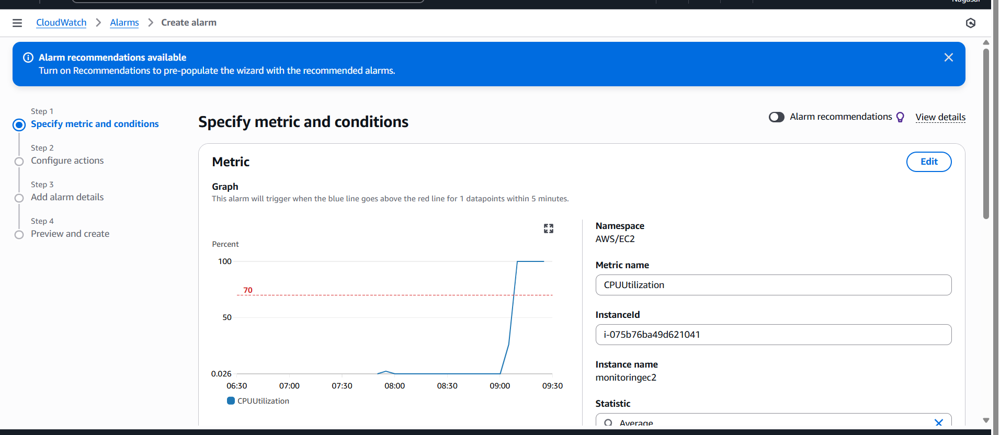 CloudWatch > Alarms > Create alarm
Alarm recommendations available
Turn on Recommendations to pre-populate the wizard with the recommended alarms.
Step 1
Specify metric and conditions
Step 2
Configure actions
Step 3
Add alarm details
Step 4
Preview and create
Specify metric and conditions
Alarm recommendations View details
Metric
Edit
Graph
This alarm will trigger when the blue line goes above the red line for 1 datapoints within 5 minutes.
Percent
100
70
50
0.026
06:30 07:00 07:30 08:00 08:30 09:00 09:30
CPUUtilization
Namespace
AWS/EC2
Metric name
CPUUtilization
InstanceId
i-075b76ba49d621041
Instance name
monitoringec2
Statistic
Average